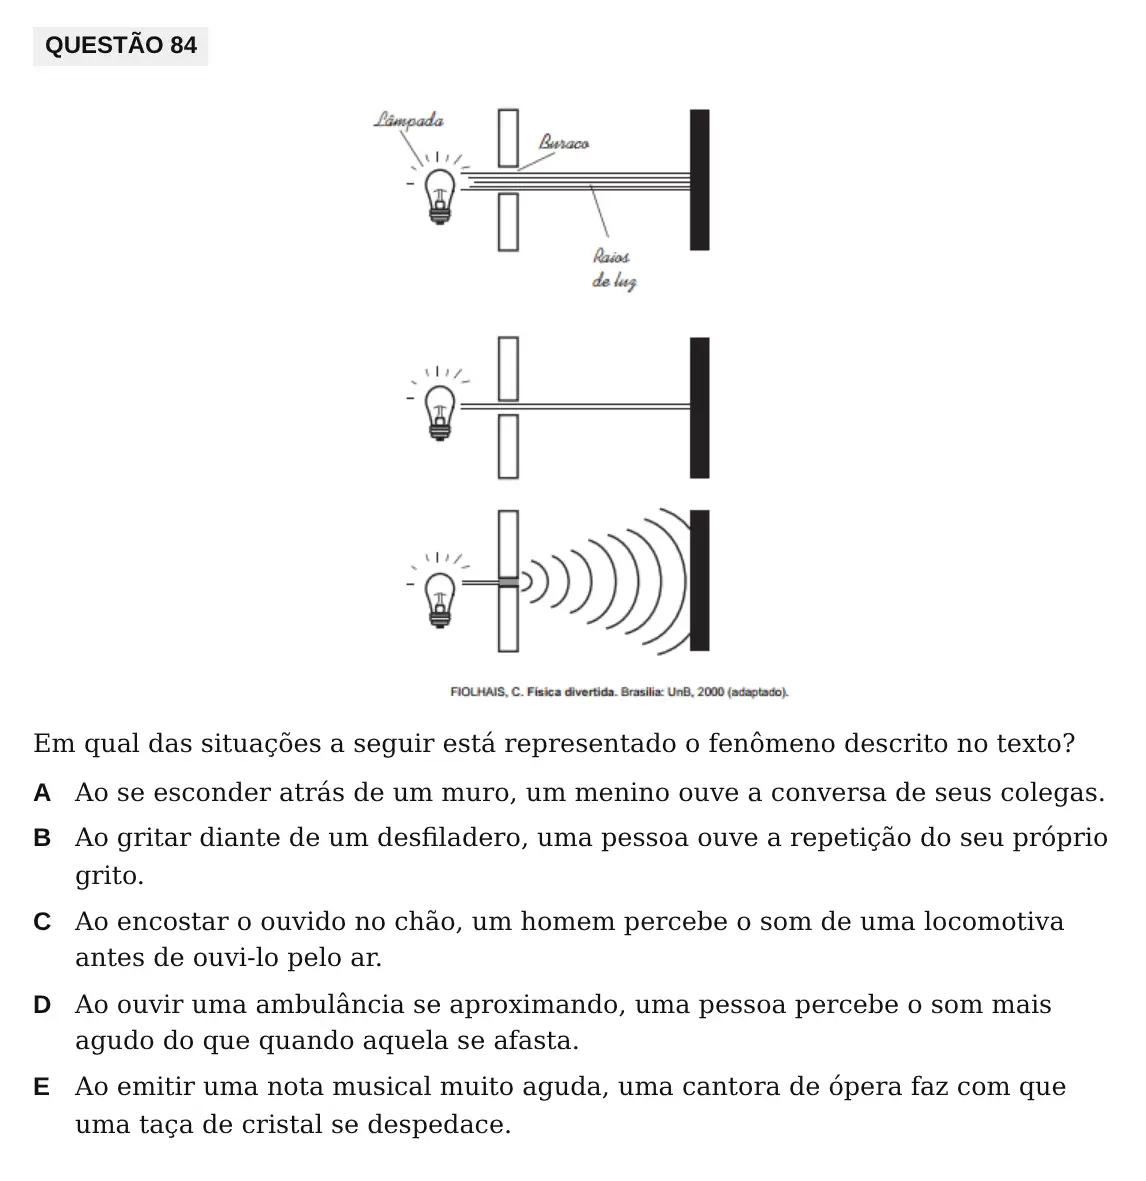 QUESTÃO 84
Lâmpada
Buraco
Raios
de luz
FIOLHAIS, C. Física divertida. Brasília: UnB, 2000 (adaptado).
Em qual das situações a seguir está representado o fenômeno descrito no texto?
A Ao se esconder atrás de um muro, um menino ouve a conversa de seus colegas.
B Ao gritar diante de um desfiladero, uma pessoa ouve a repetição do seu próprio
grito.
C Ao encostar o ouvido no chão, um homem percebe o som de uma locomotiva
antes de ouvi-lo pelo ar.
D Ao ouvir uma ambulância se aproximando, uma pessoa percebe o som mais
agudo do que quando aquela se afasta.
E Ao emitir uma nota musical muito aguda, uma cantora de ópera faz com que
uma taça de cristal se despedace.